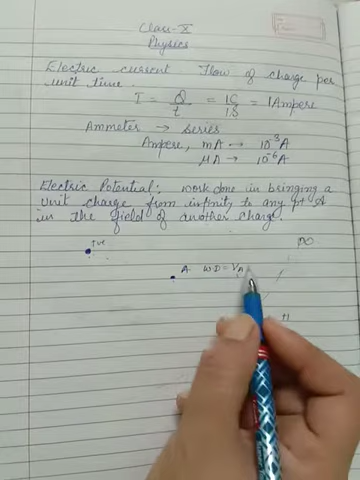 Class-X
Physics
Electric current Flow of charge per
unit time.
I = Q/t = 1C/1S = 1 Ampere
Ammeter → series
Ampere, mA → 10⁻³A
μA → 10⁻⁶A
Electric Potential: work done in bringing a
unit charge from infinity to any pt A
in the field of another charge.
+ve
∞
A WD = VA
+1